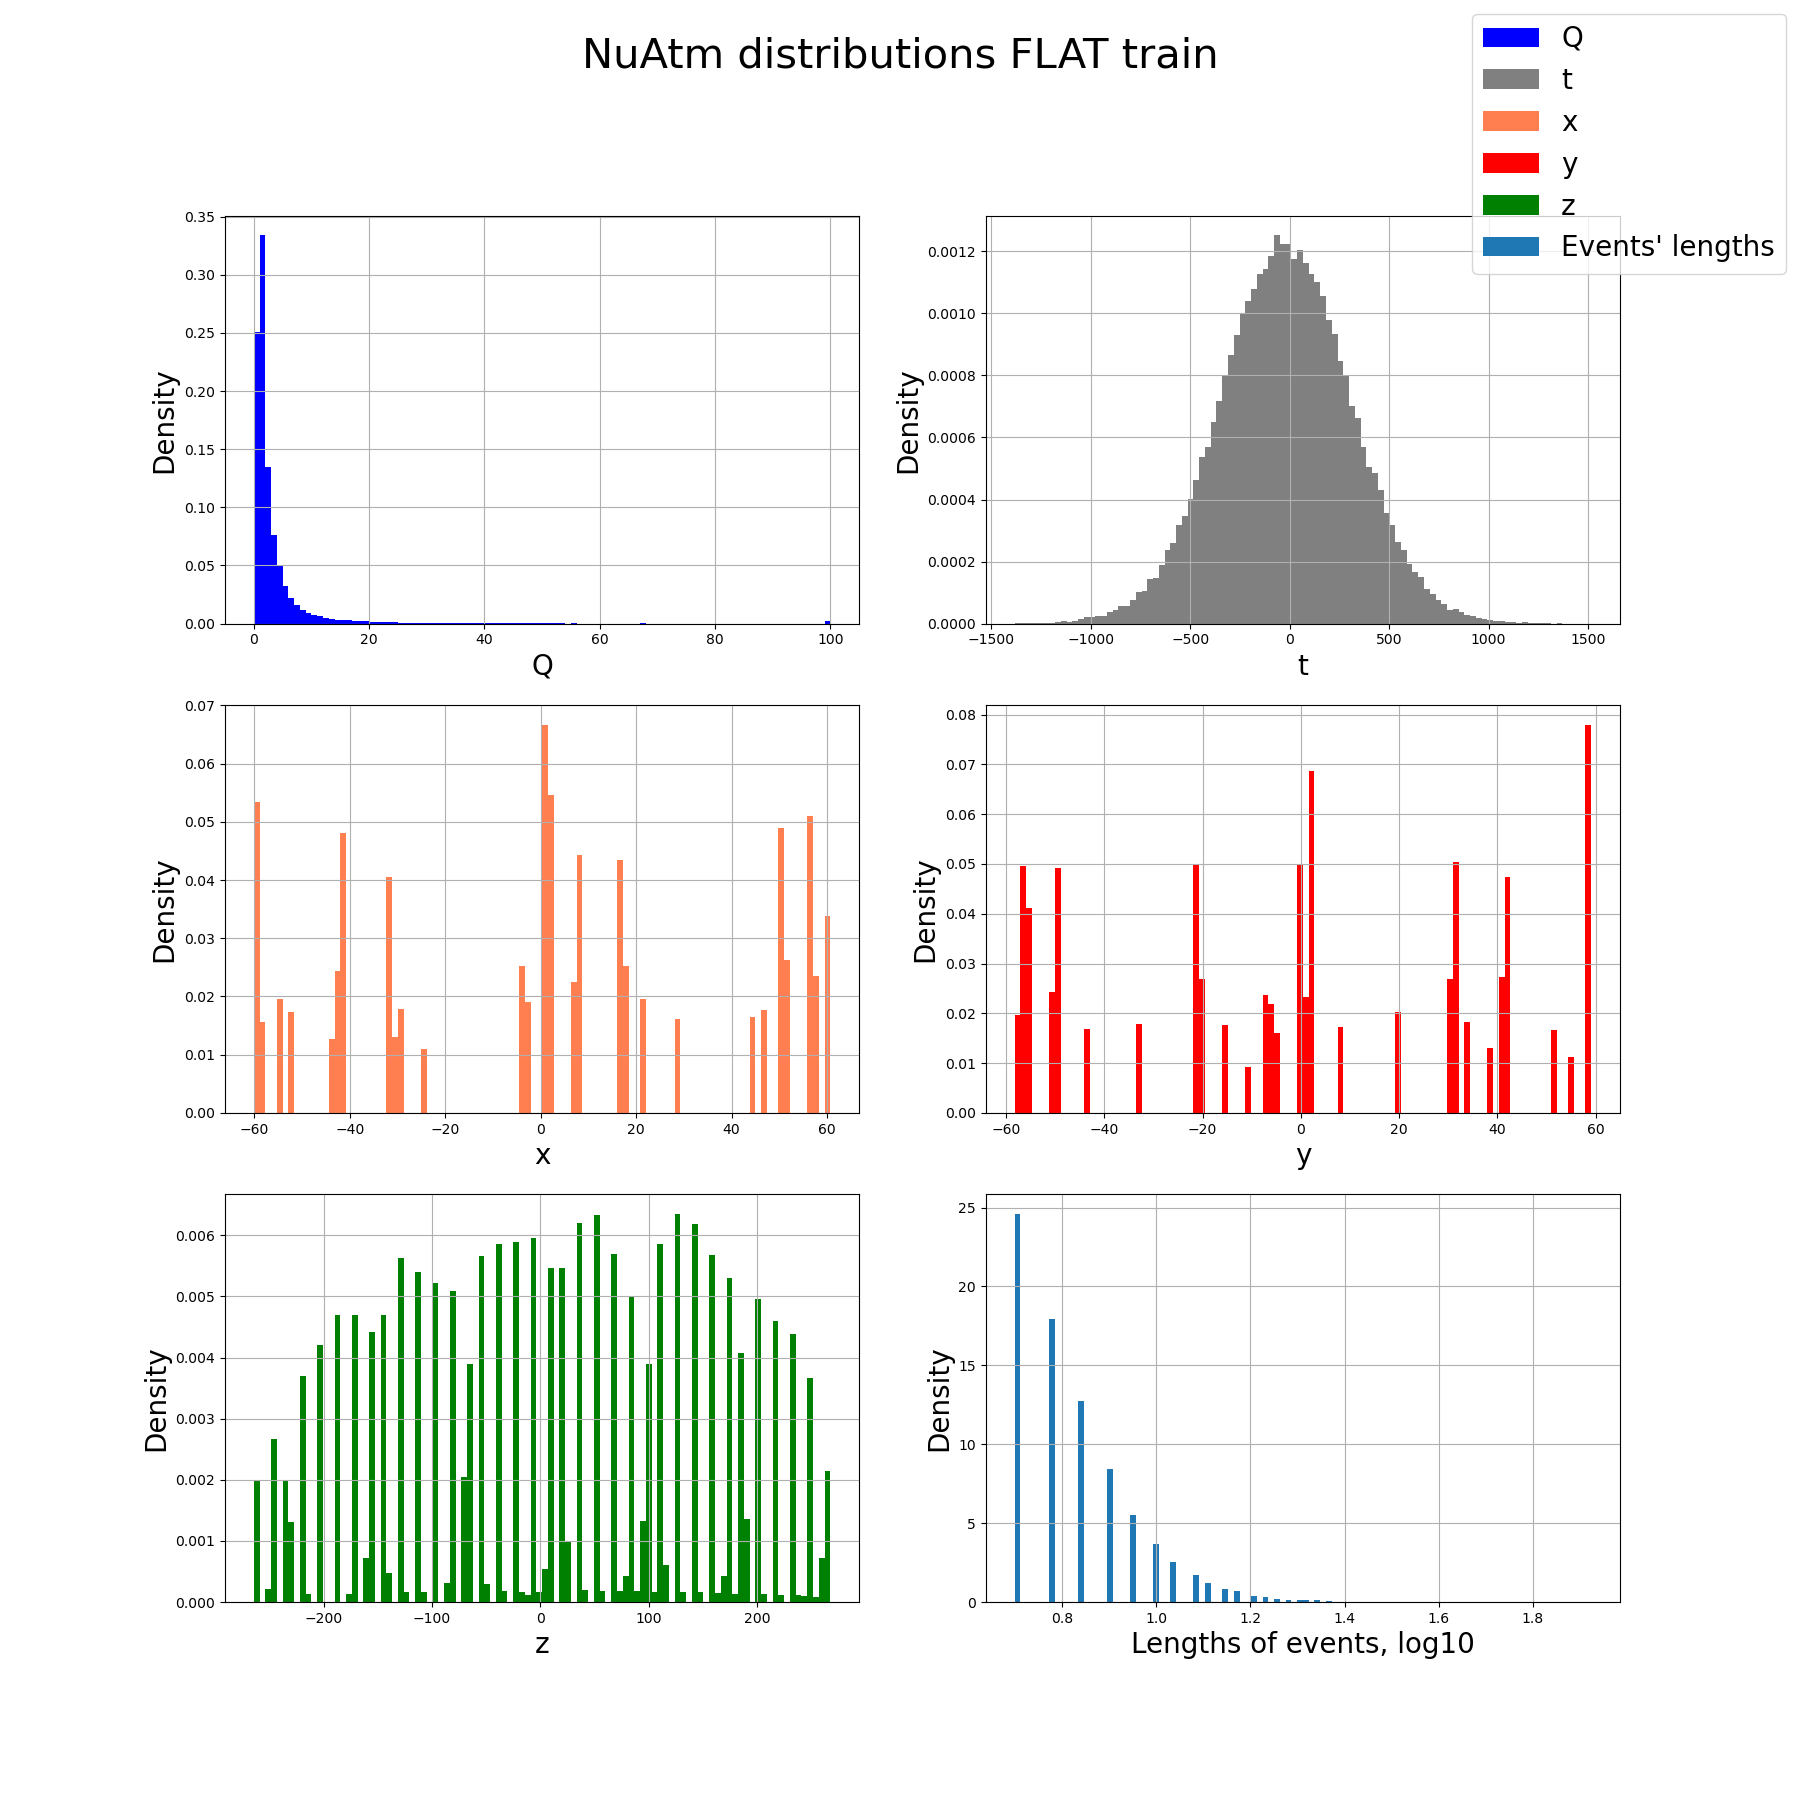 NuAtm distributions FLAT train
Q
t
x
y
z
Events' lengths
0.35
0.30
0.25
0.20
0.15
0.10
0.05
0.00
Density
0 20 40 60 80 100
Q
0.0012
0.0010
0.0008
0.0006
0.0004
0.0002
0.0000
Density
−1500 −1000 −500 0 500 1000 1500
t
0.07
0.06
0.05
0.04
0.03
0.02
0.01
0.00
Density
−60 −40 −20 0 20 40 60
x
0.08
0.07
0.06
0.05
0.04
0.03
0.02
0.01
0.00
Density
−60 −40 −20 0 20 40 60
y
0.006
0.005
0.004
0.003
0.002
0.001
0.000
Density
−200 −100 0 100 200
z
25
20
15
10
5
0
Density
0.8 1.0 1.2 1.4 1.6 1.8
Lengths of events, log10